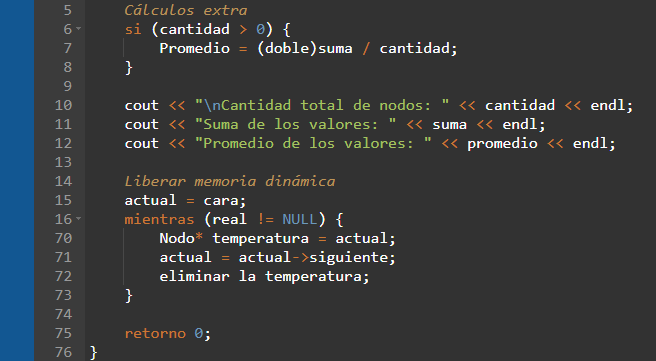 5 Cálculos extra
6 si (cantidad > 0) {
7 Promedio = (doble)suma / cantidad;
8 }
9
10 cout << "\nCantidad total de nodos: " << cantidad << endl;
11 cout << "Suma de los valores: " << suma << endl;
12 cout << "Promedio de los valores: " << promedio << endl;
13
14 Liberar memoria dinámica
15 actual = cara;
16 mientras (real != NULL) {
70 Nodo* temperatura = actual;
71 actual = actual->siguiente;
72 eliminar la temperatura;
73 }
74
75 retorno 0;
76 }